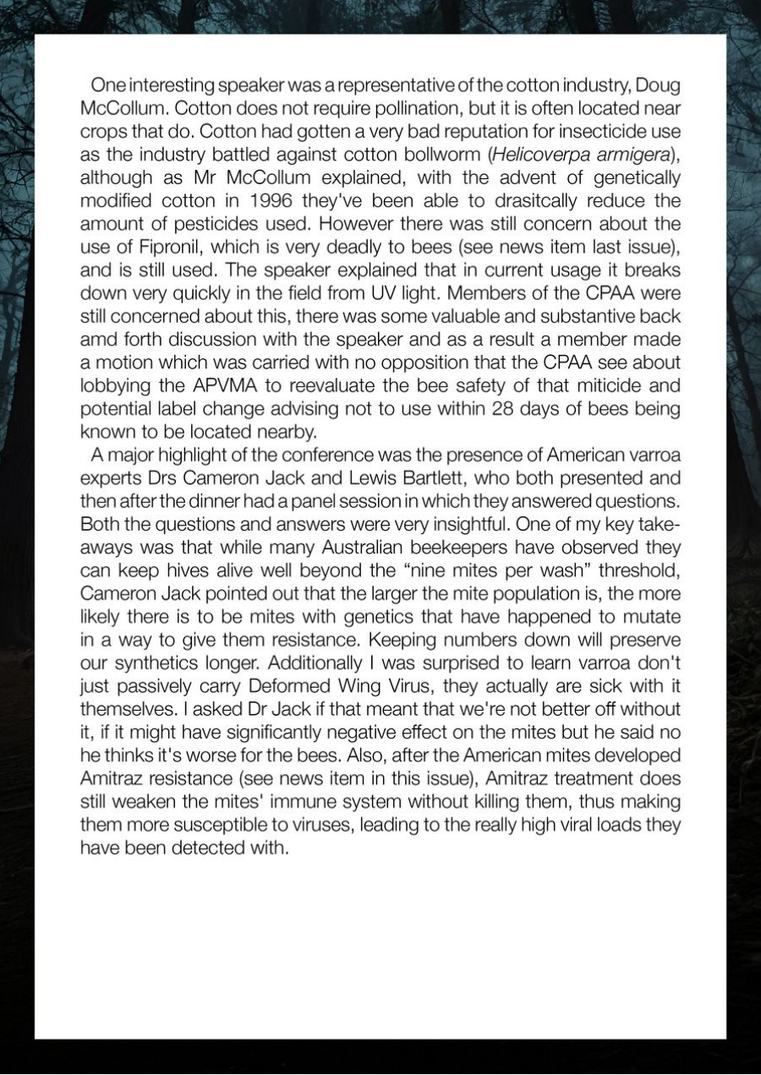 One interesting speaker was a representative of the cotton industry, Doug
McCollum. Cotton does not require pollination, but it is often located near
crops that do. Cotton had gotten a very bad reputation for insecticide use
as the industry battled against cotton bollworm (Helicoverpa armigera),
although as Mr McCollum explained, with the advent of genetically
modified cotton in 1996 they've been able to drasitcally reduce the
amount of pesticides used. However there was still concern about the
use of Fipronil, which is very deadly to bees (see news item last issue),
and is still used. The speaker explained that in current usage it breaks
down very quickly in the field from UV light. Members of the CPAA were
still concerned about this, there was some valuable and substantive back
amd forth discussion with the speaker and as a result a member made
a motion which was carried with no opposition that the CPAA see about
lobbying the APVMA to reevaluate the bee safety of that miticide and
potential label change advising not to use within 28 days of bees being
known to be located nearby.
A major highlight of the conference was the presence of American varroa
experts Drs Cameron Jack and Lewis Bartlett, who both presented and
then after the dinner had a panel session in which they answered questions.
Both the questions and answers were very insightful. One of my key take-
aways was that while many Australian beekeepers have observed they
can keep hives alive well beyond the “nine mites per wash” threshold,
Cameron Jack pointed out that the larger the mite population is, the more
likely there is to be mites with genetics that have happened to mutate
in a way to give them resistance. Keeping numbers down will preserve
our synthetics longer. Additionally I was surprised to learn varroa don't
just passively carry Deformed Wing Virus, they actually are sick with it
themselves. I asked Dr Jack if that meant that we're not better off without
it, if it might have significantly negative effect on the mites but he said no
he thinks it's worse for the bees. Also, after the American mites developed
Amitraz resistance (see news item in this issue), Amitraz treatment does
still weaken the mites' immune system without killing them, thus making
them more susceptible to viruses, leading to the really high viral loads they
have been detected with.